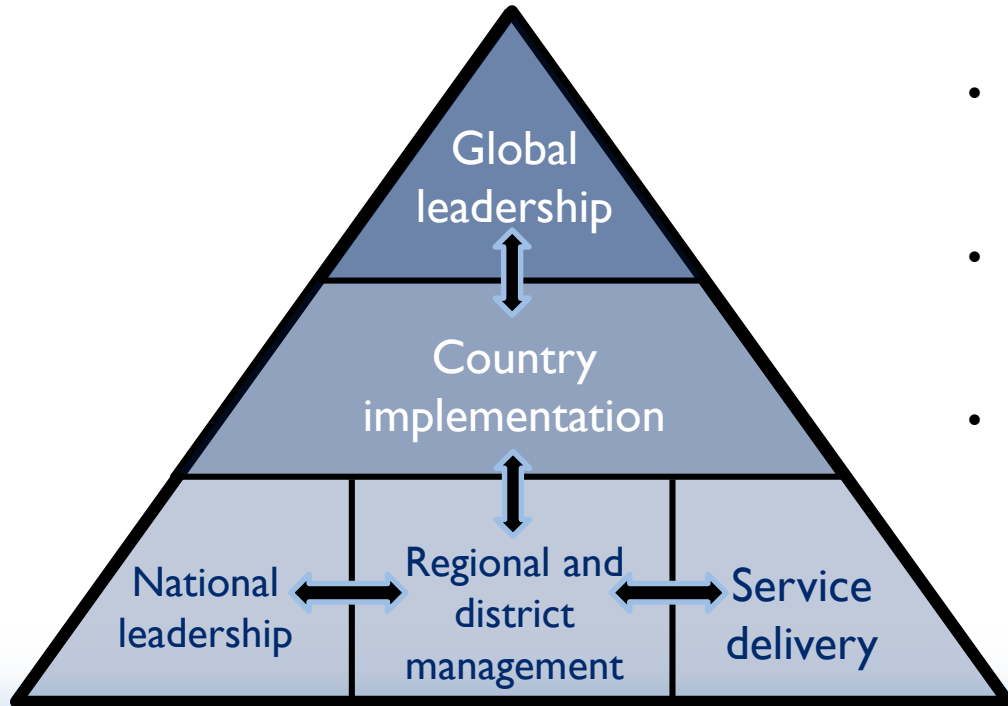 Global
leadership
Country
implementation
National
leadership
Regional and
district
management
Service
delivery